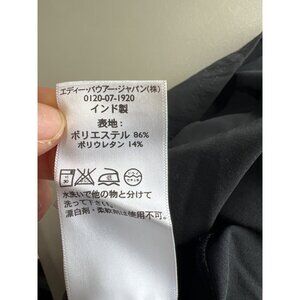 エディー・バウアー・ジャパン(株)
0120-07-1920
インド製
表地:
ポリエステル 86%
ポリウレタン 14%
水洗いで他の物と分けて
洗って下さい。
漂白剤・柔軟剤は使用不可。